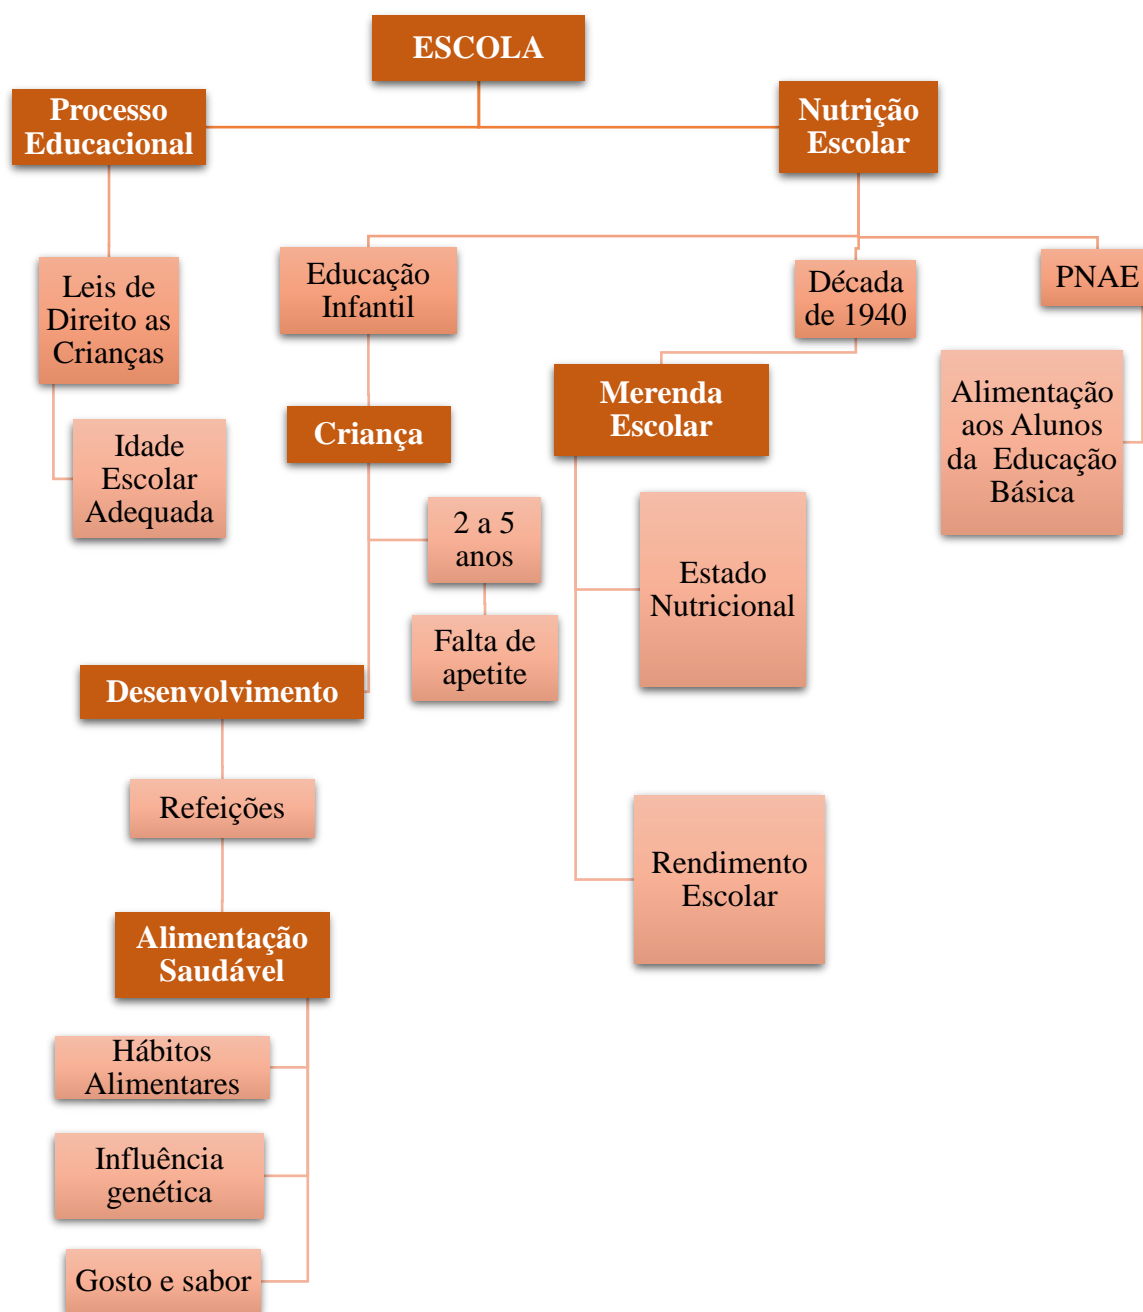 ESCOLA
Processo
Educacional
Nutrição
Escolar
Leis de
Direito as
Crianças
Idade
Escolar
Adequada
Educação
Infantil
Década
de 1940
PNAE
Criança
Merenda
Escolar
Alimentação
aos Alunos
da Educação
Básica
2 a 5
anos
Falta de
apetite
Estado
Nutricional
Desenvolvimento
Refeições
Rendimento
Escolar
Alimentação
Saudável
Hábitos
Alimentares
Influência
genética
Gosto e sabor